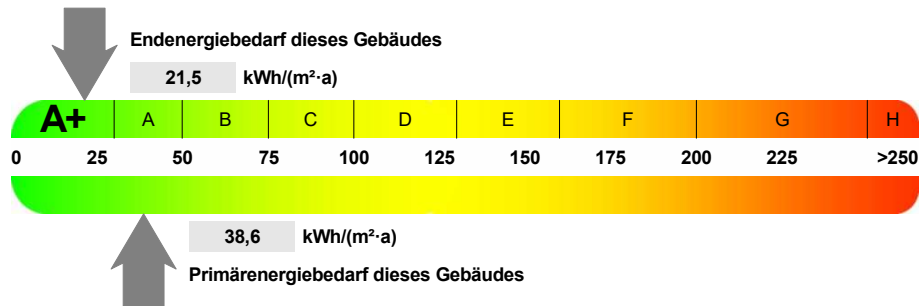 Endenergiebedarf dieses Gebäudes
21,5 kWh/(m²·a)
A+ A B C D E F G H
0 25 50 75 100 125 150 175 200 225 >250
38,6 kWh/(m²·a)
Primärenergiebedarf dieses Gebäudes